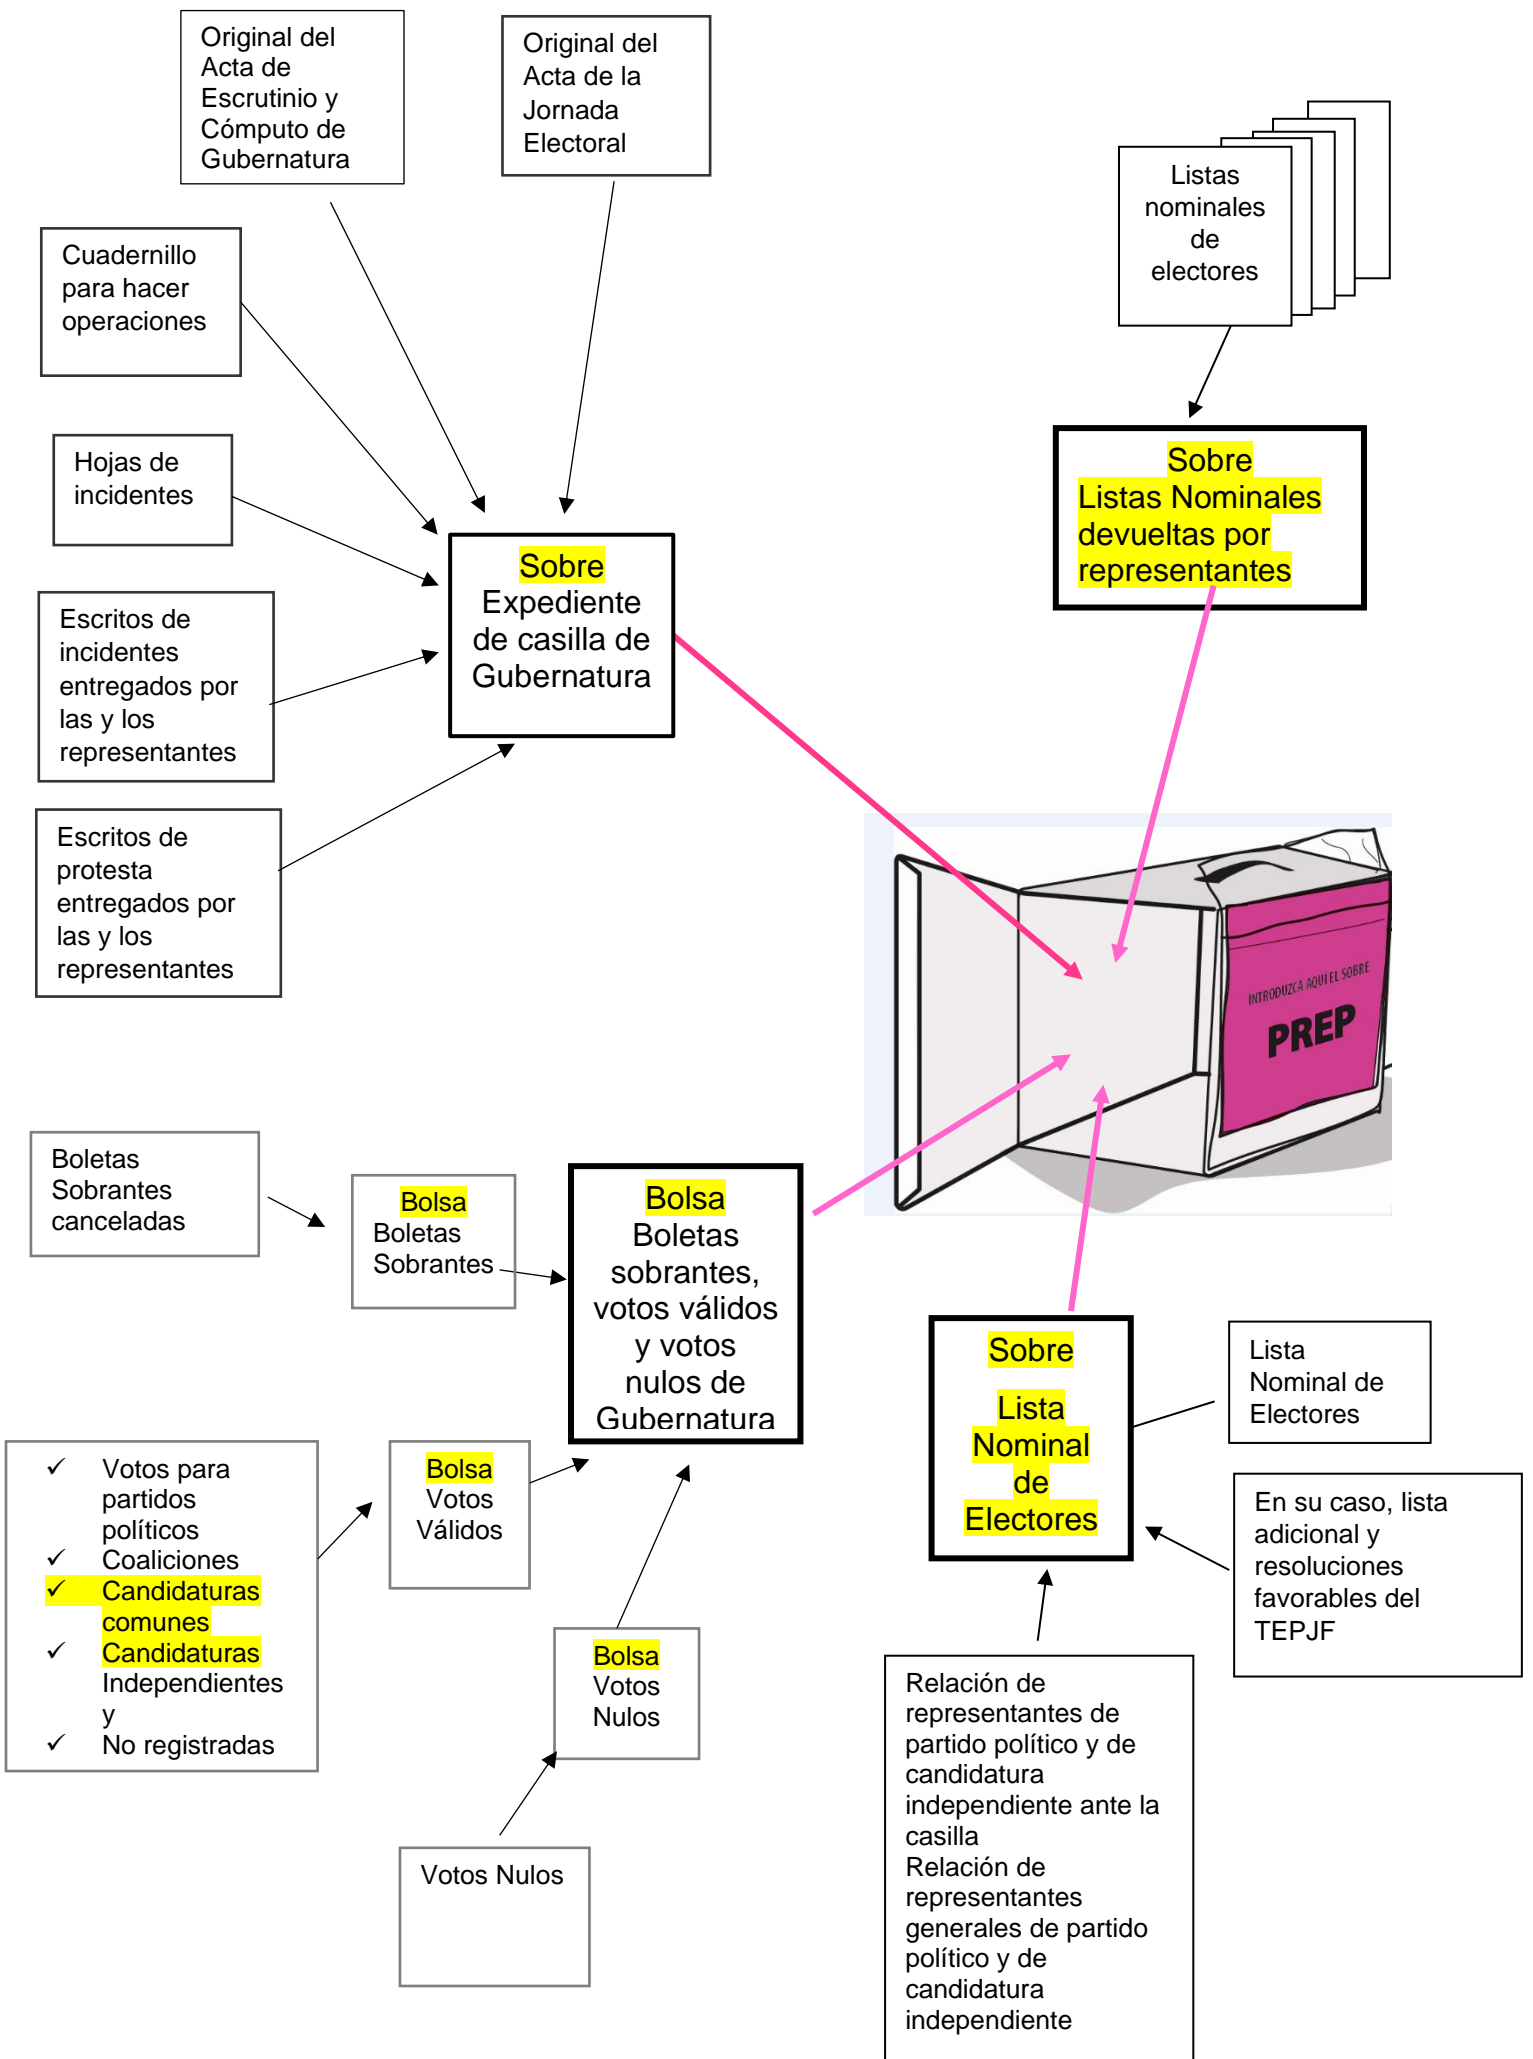 Original del
Acta de
Escrutinio y
Cómputo de
Gubernatura
Original del
Acta de la
Jornada
Electoral
Listas
nominales
de
electores
Cuadernillo
para hacer
operaciones
Hojas de
incidentes
Sobre
Listas Nominales
devueltas por
representantes
Sobre
Expediente
de casilla de
Gubernatura
Escritos de
incidentes
entregados por
las y los
representantes
Escritos de
protesta
entregados por
las y los
representantes
INTRODUZCA AQUI EL SOBRE
PREP
Boletas
Sobrantes
canceladas
Bolsa
Boletas
Sobrantes
Bolsa
Boletas
sobrantes,
votos válidos
y votos
nulos de
Gubernatura
Sobre
Lista
Nominal
de
Electores
Lista
Nominal de
Electores
✓ Votos para
partidos
políticos
✓ Coaliciones
✓ Candidaturas
comunes
✓ Candidaturas
Independientes
y
✓ No registradas
Bolsa
Votos
Válidos
En su caso, lista
adicional y
resoluciones
favorables del
TEPJF
Bolsa
Votos
Nulos
Votos Nulos
Relación de
representantes de
partido político y de
candidatura
independiente ante la
casilla
Relación de
representantes
generales de partido
político y de
candidatura
independiente